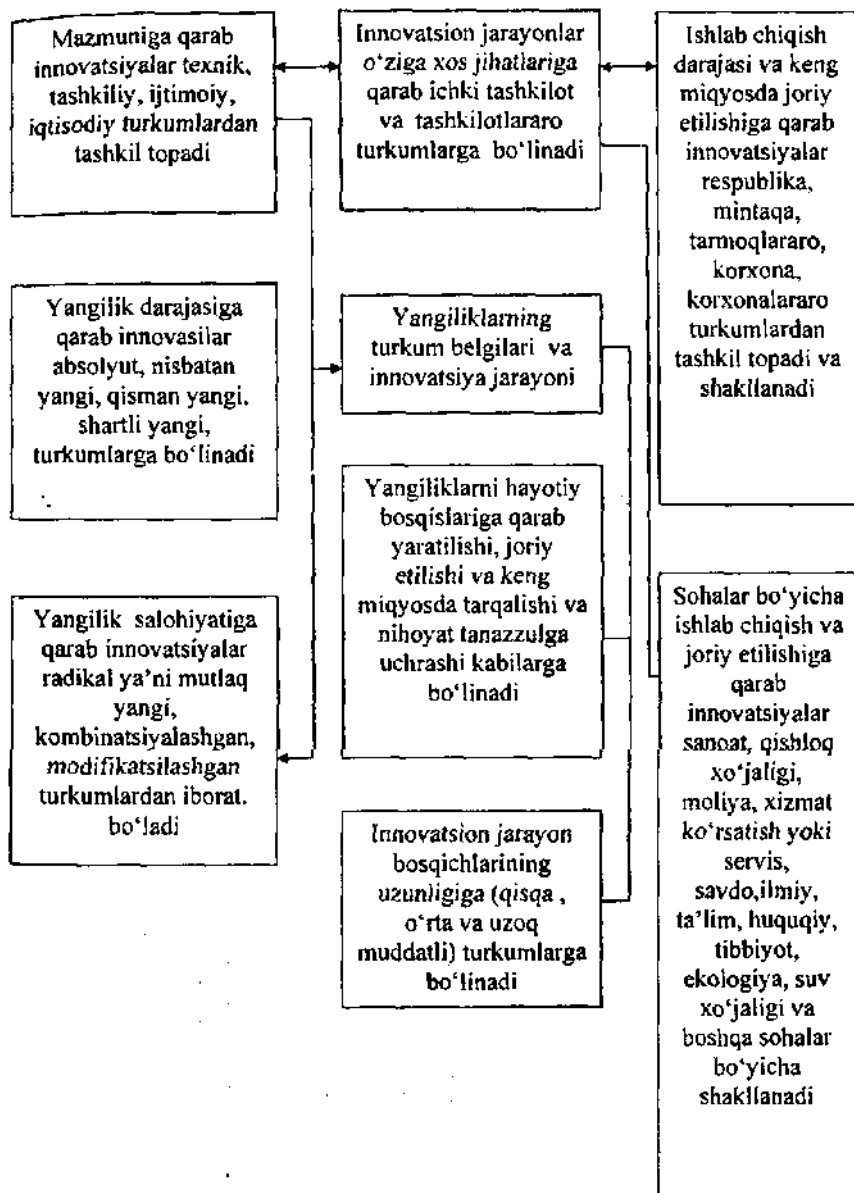 Mazmuniga qarab
innovatsiyalar texnik,
tashkiliy, ijtimoiy,
iqtisodiy turkumlardan
tashkil topadi
Innovatsion jarayonlar
o‘ziga xos jihatlariga
qarab ichki tashkilot
va tashkilotlararo
turkumlarga bo‘linadi
Ishlab chiqish
darajasi va keng
miqyosda joriy
etilishiga qarab
innovatsiyalar
respublika,
mintaqa,
tarmoqlararo,
korxona,
korxonalararo
turkumlardan
tashkil topadi va
shakllanadi
Yangilik darajasiga
qarab innovasilar
absolyut, nisbatan
yangi, qisman yangi,
shartli yangi,
turkumlarga bo‘linadi
Yangiliklarning
turkum belgilari va
innovatsiya jarayoni
Yangiliklarni hayotiy
bosqislariga qarab
yaratilishi, joriy
etilishi va keng
miqyosda tarqalishi va
nihoyat tanazzulga
uchrashi kabilarga
bo‘linadi
Yangilik salohiyatiga
qarab innovatsiyalar
radikal ya’ni mutlaq
yangi,
kombinatsiyalashgan,
modifikatsilashgan
turkumlardan iborat.
bo‘ladi
Innovatsion jarayon
bosqichlarining
uzunligiga (qisqa ,
o‘rta va uzoq
muddatli) turkumlarga
bo‘linadi
Sohalar bo‘yicha
ishlab chiqish va
joriy etilishiga
qarab
innovatsiyalar
sanoat, qishloq
xo‘jaligi,
moliya, xizmat
ko‘rsatish yoki
servis,
savdo,ilmiy,
ta’lim, huquqiy,
tibbiyot,
ekologiya, suv
xo‘jaligi va
boshqa sohalar
bo‘yicha
shakllanadi